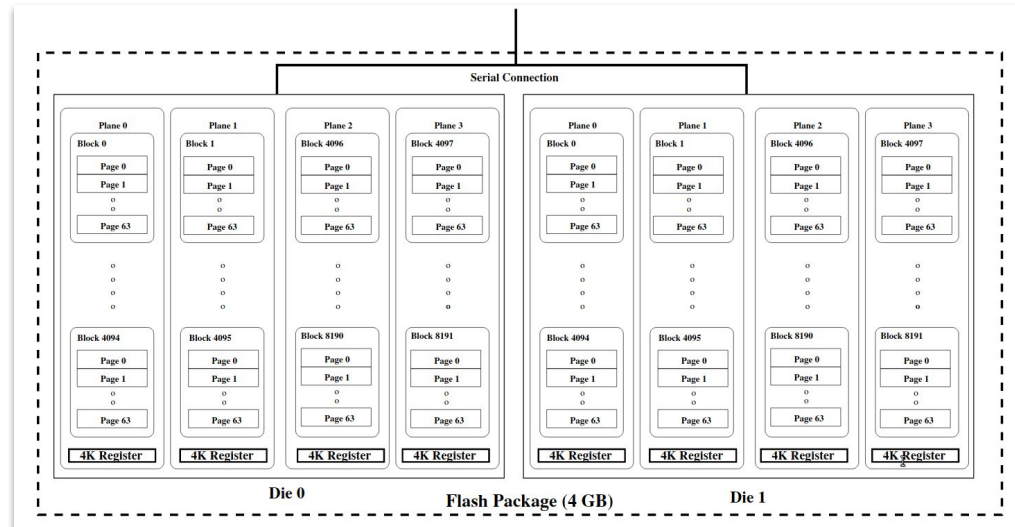 Serial Connection
Plane 0 Plane 1 Plane 2 Plane 3 Plane 0 Plane 1 Plane 2 Plane 3
Block 0 Block 1 Block 4096 Block 4097 Block 0 Block 1 Block 4096 Block 4097
Page 0 Page 0 Page 0 Page 0 Page 0 Page 0 Page 0 Page 0
Page 1 Page 1 Page 1 Page 1 Page 1 Page 1 Page 1 Page 1
o o o o o o o o
o o o o o o o o
Page 63 Page 63 Page 63 Page 63 Page 63 Page 63 Page 63 Page 63
o o o o o o o o
o o o o o o o o
o o o o o o o o
o o o o o o o o
Block 4094 Block 4095 Block 8190 Block 8191 Block 4094 Block 4095 Block 8190 Block 8191
Page 0 Page 0 Page 0 Page 0 Page 0 Page 0 Page 0 Page 0
Page 1 Page 1 Page 1 Page 1 Page 1 Page 1 Page 1 Page 1
o o o o o o o o
o o o o o o o o
Page 63 Page 63 Page 63 Page 63 Page 63 Page 63 Page 63 Page 63
4K Register 4K Register 4K Register 4K Register 4K Register 4K Register 4K Register 4K Register
Die 0 Flash Package (4 GB) Die 1